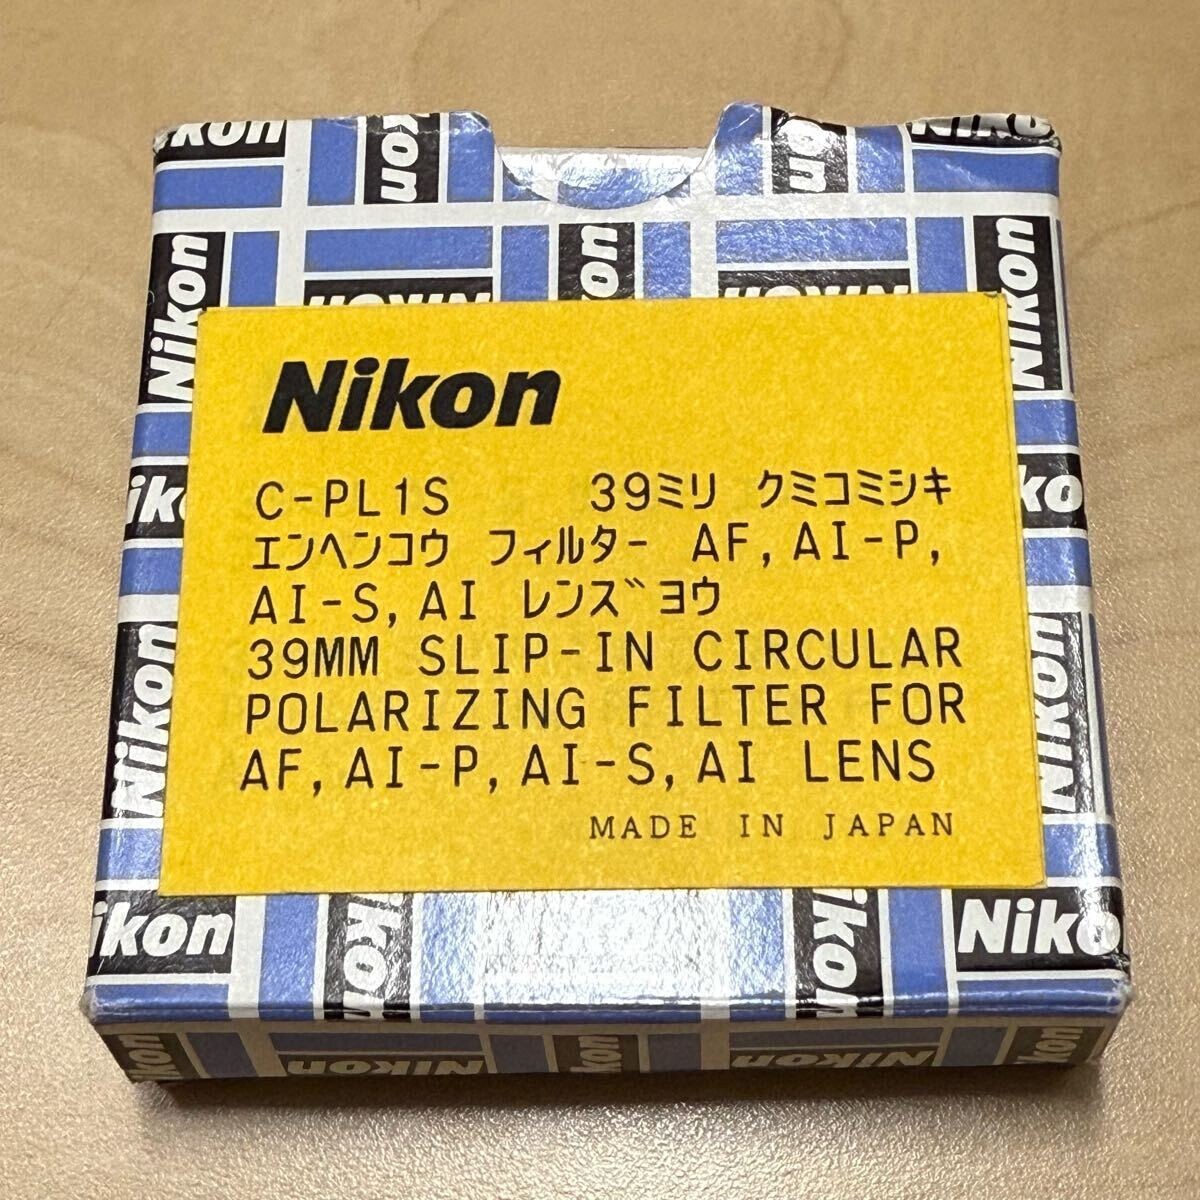 Nikon
C-PL1S 39ミリ クミコミシキ
エンヘンコウ フィルター AF, AI-P,
AI-S, AI レンズ゛ヨウ
39MM SLIP-IN CIRCULAR
POLARIZING FILTER FOR
AF, AI-P, AI-S, AI LENS
MADE IN JAPAN